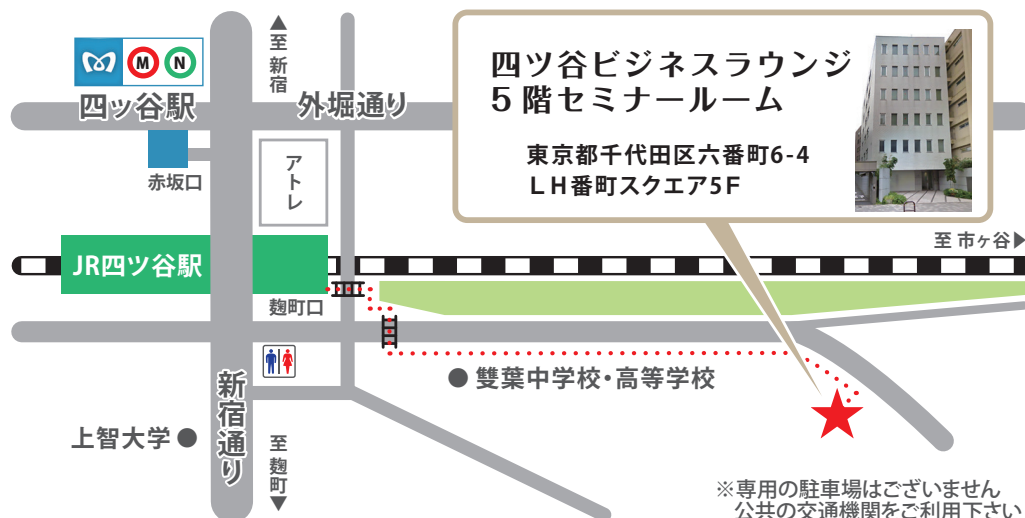 ▲至新宿
M N
四ッ谷駅
外堀通り
四ツ谷ビジネスラウンジ
5階セミナールーム
東京都千代田区六番町6-4
LH番町スクエア5F
赤坂口
アトレ
至 市ヶ谷▶
JR四ツ谷駅
麹町口
● 雙葉中学校・高等学校
新宿通り
上智大学 ●
至麹町▼
※専用の駐車場はございません
公共の交通機関をご利用下さい